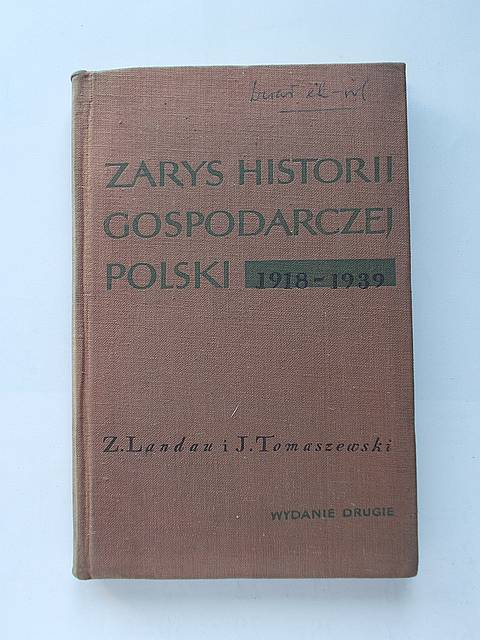 ZARYS HISTORII
GOSPODARCZEJ
POLSKI 1918-1939
Z. Landau i J. Tomaszewski
WYDANIE DRUGIE